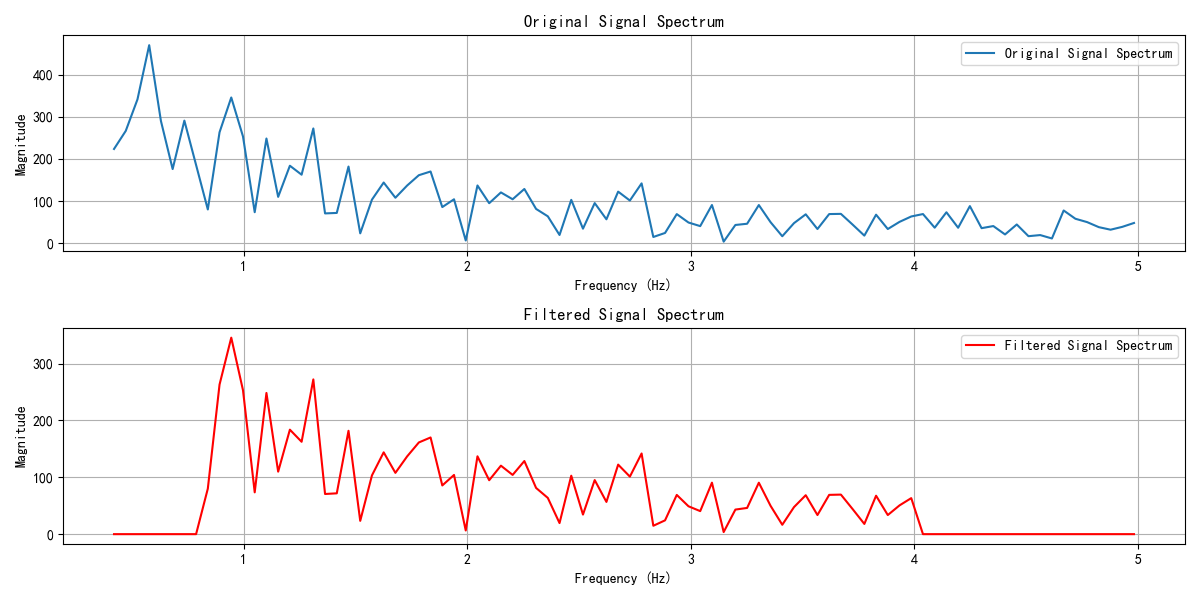 Original Signal Spectrum
Original Signal Spectrum
Magnitude
400
300
200
100
0
1 2 3 4 5
Frequency (Hz)
Filtered Signal Spectrum
Filtered Signal Spectrum
Magnitude
300
200
100
0
1 2 3 4 5
Frequency (Hz)